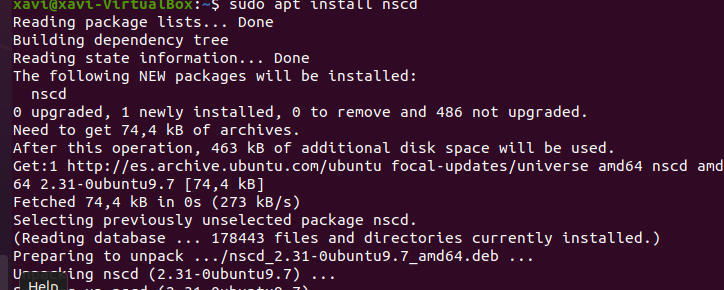 xavi@xavi-VirtualBox:~$ sudo apt install nscd
Reading package lists... Done
Building dependency tree
Reading state information... Done
The following NEW packages will be installed:
  nscd
0 upgraded, 1 newly installed, 0 to remove and 486 not upgraded.
Need to get 74,4 kB of archives.
After this operation, 463 kB of additional disk space will be used.
Get:1 http://es.archive.ubuntu.com/ubuntu focal-updates/universe amd64 nscd amd
64 2.31-0ubuntu9.7 [74,4 kB]
Fetched 74,4 kB in 0s (273 kB/s)
Selecting previously unselected package nscd.
(Reading database ... 178443 files and directories currently installed.)
Preparing to unpack .../nscd_2.31-0ubuntu9.7_amd64.deb ...
Unpacking nscd (2.31-0ubuntu9.7) ...
Help